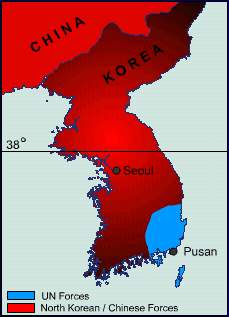 CHINA
KOREA
38°
Seoul
Pusan
UN Forces
North Korean / Chinese Forces